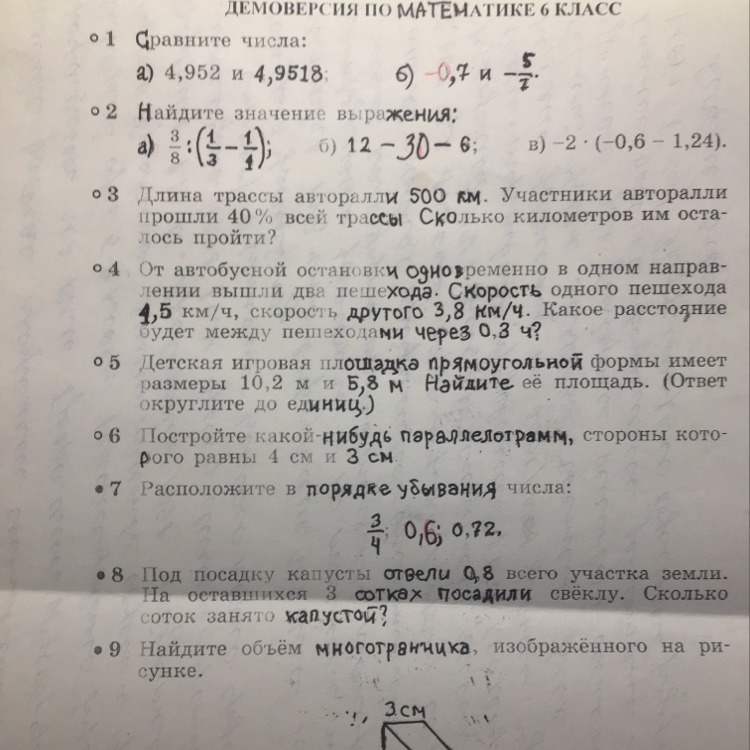 ДЕМОВЕРСИЯ ПО МАТЕМАТИКЕ 6 КЛАСС
1 Сравните числа:
а) 4,952 и 4,9518; б) -0,7 и -5/7.
2 Найдите значение выражения:
а) 3/8 : (1/3 - 1/4); б) 12 - 30 - 6; в) -2 · (-0,6 - 1,24).
3 Длина трассы авторалли 500 км. Участники авторалли
прошли 40% всей трассы Сколько километров им оста-
лось пройти?
4 От автобусной остановки одновременно в одном направ-
лении вышли два пешехода. Скорость одного пешехода
4,5 км/ч, скорость другого 3,8 км/ч. Какое расстояние
будет между пешеходами через 0,3 ч?
5 Детская игровая площадка прямоугольной формы имеет
размеры 10,2 м и 5,8 м Найдите её площадь. (Ответ
округлите до единиц.)
6 Постройте какой-нибудь параллелограмм, стороны кото-
рого равны 4 см и 3 см
7 Расположите в порядке убывания числа:
3/4; 0,6; 0,72.
8 Под посадку капусты отвели 0,8 всего участка земли.
На оставшихся 3 сотках посадили свёклу. Сколько
соток занято капустой?
9 Найдите объём многогранника, изображённого на ри-
сунке.
3 см